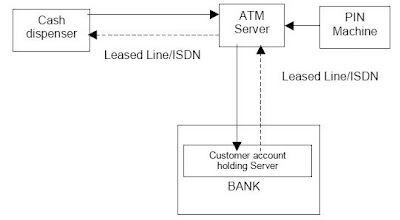 Cash
dispenser
ATM
Server
PIN
Machine
Leased Line/ISDN
Leased Line/ISDN
Customer account
holding Server
BANK